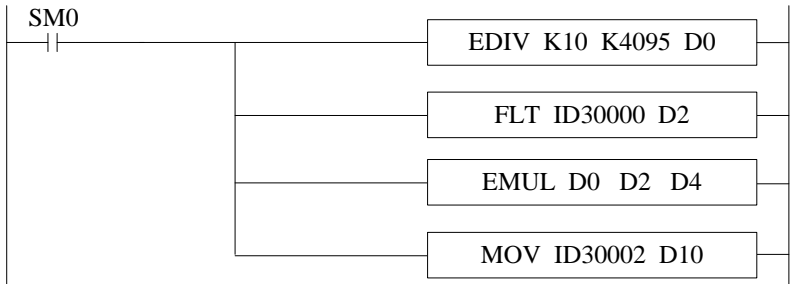 SM0
EDIV K10 K4095 D0
FLT ID30000 D2
EMUL D0 D2 D4
MOV ID30002 D10